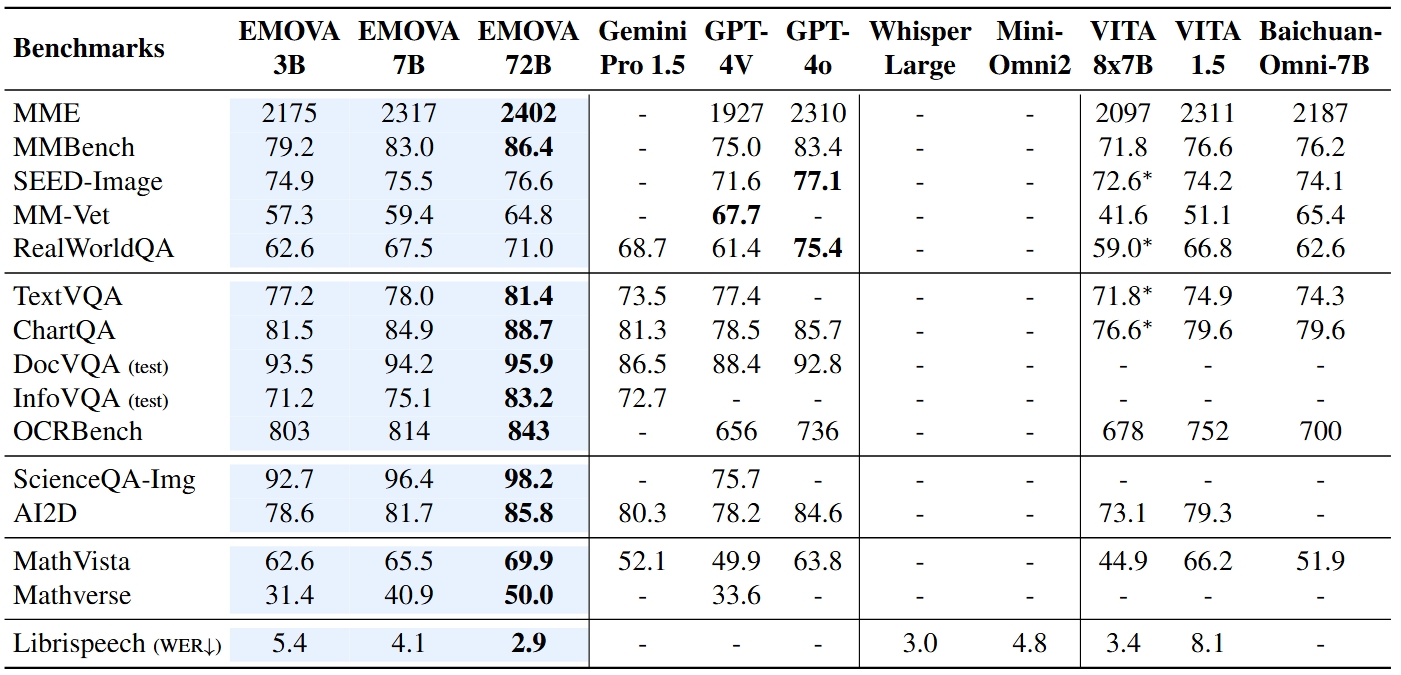 Benchmarks EMOVA 3B EMOVA 7B EMOVA 72B Gemini Pro 1.5 GPT-4V GPT-4o Whisper Large Mini-Omni2 VITA 8x7B VITA 1.5 Baichuan-Omni-7B
MME 2175 2317 2402 - 1927 2310 - - 2097 2311 2187
MMBench 79.2 83.0 86.4 - 75.0 83.4 - - 71.8 76.6 76.2
SEED-Image 74.9 75.5 76.6 - 71.6 77.1 - - 72.6* 74.2 74.1
MM-Vet 57.3 59.4 64.8 - 67.7 - - - 41.6 51.1 65.4
RealWorldQA 62.6 67.5 71.0 68.7 61.4 75.4 - - 59.0* 66.8 62.6
TextVQA 77.2 78.0 81.4 73.5 77.4 - - - 71.8* 74.9 74.3
ChartQA 81.5 84.9 88.7 81.3 78.5 85.7 - - 76.6* 79.6 79.6
DocVQA (test) 93.5 94.2 95.9 86.5 88.4 92.8 - - - - -
InfoVQA (test) 71.2 75.1 83.2 72.7 - - - - - - -
OCRBench 803 814 843 - 656 736 - - 678 752 700
ScienceQA-Img 92.7 96.4 98.2 - 75.7 - - - - - -
AI2D 78.6 81.7 85.8 80.3 78.2 84.6 - - 73.1 79.3 -
MathVista 62.6 65.5 69.9 52.1 49.9 63.8 - - 44.9 66.2 51.9
Mathverse 31.4 40.9 50.0 - 33.6 - - - - - -
Librispeech (WER↓) 5.4 4.1 2.9 - - - 3.0 4.8 3.4 8.1 -